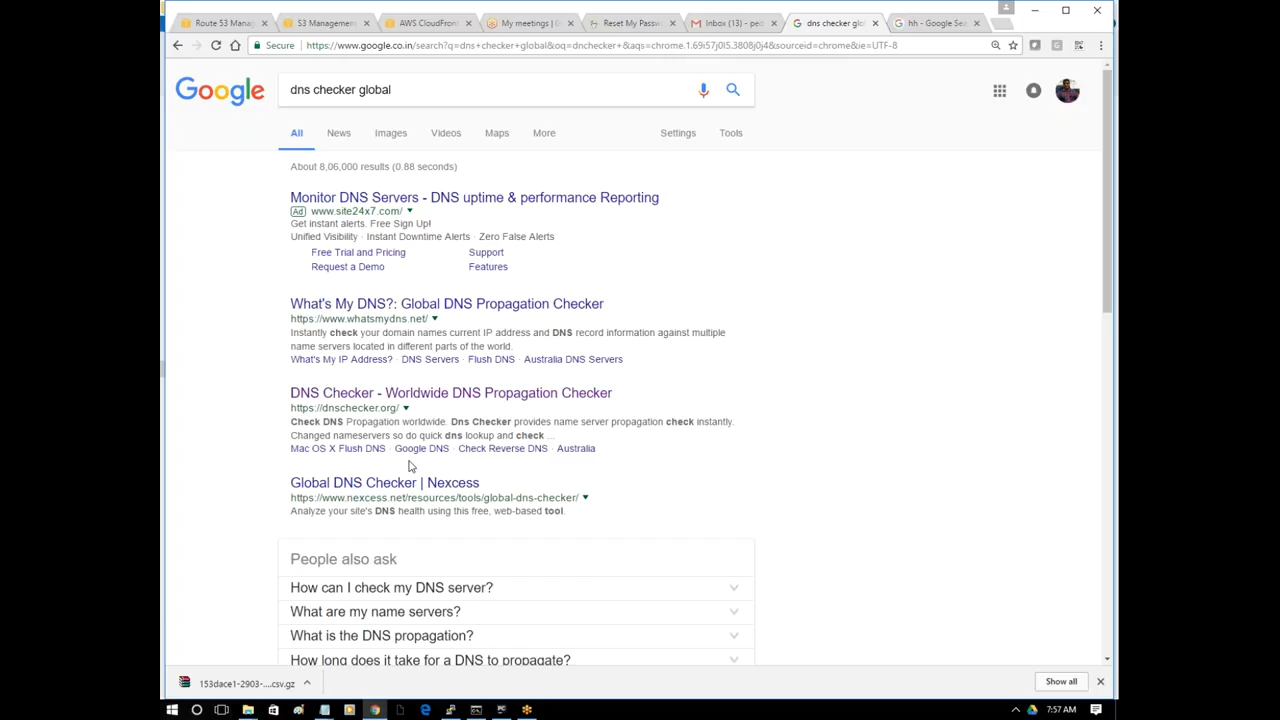 Route 53 Manag
S3 Managemen
AWS CloudFront
My meetings | G
Reset My Passw
Inbox (13) - ped
dns checker glo
hh - Google Sea
Secure
https://www.google.co.in/search?q=dns+checker+global&oq=dnchecker+&aqs=chrome.1.69i57j0l5.3808j0j4&sourceid=chrome&ie=UTF-8
Google
dns checker global
All
News
Images
Videos
Maps
More
Settings
Tools
About 8,06,000 results (0.88 seconds)
Monitor DNS Servers - DNS uptime & performance Reporting
Ad www.site24x7.com/
Get instant alerts. Free Sign Up!
Unified Visibility · Instant Downtime Alerts · Zero False Alerts
Free Trial and Pricing
Support
Request a Demo
Features
What's My DNS?: Global DNS Propagation Checker
https://www.whatsmydns.net/
Instantly check your domain names current IP address and DNS record information against multiple
name servers located in different parts of the world.
What's My IP Address? · DNS Servers · Flush DNS · Australia DNS Servers
DNS Checker - Worldwide DNS Propagation Checker
https://dnschecker.org/
Check DNS Propagation worldwide. Dns Checker provides name server propagation check instantly.
Changed nameservers so do quick dns lookup and check ...
Mac OS X Flush DNS · Google DNS · Check Reverse DNS · Australia
Global DNS Checker | Nexcess
https://www.nexcess.net/resources/tools/global-dns-checker/
Analyze your site's DNS health using this free, web-based tool.
People also ask
How can I check my DNS server?
What are my name servers?
What is the DNS propagation?
How long does it take for a DNS to propagate?
153dace1-2903-....csv.gz
Show all
7:57 AM